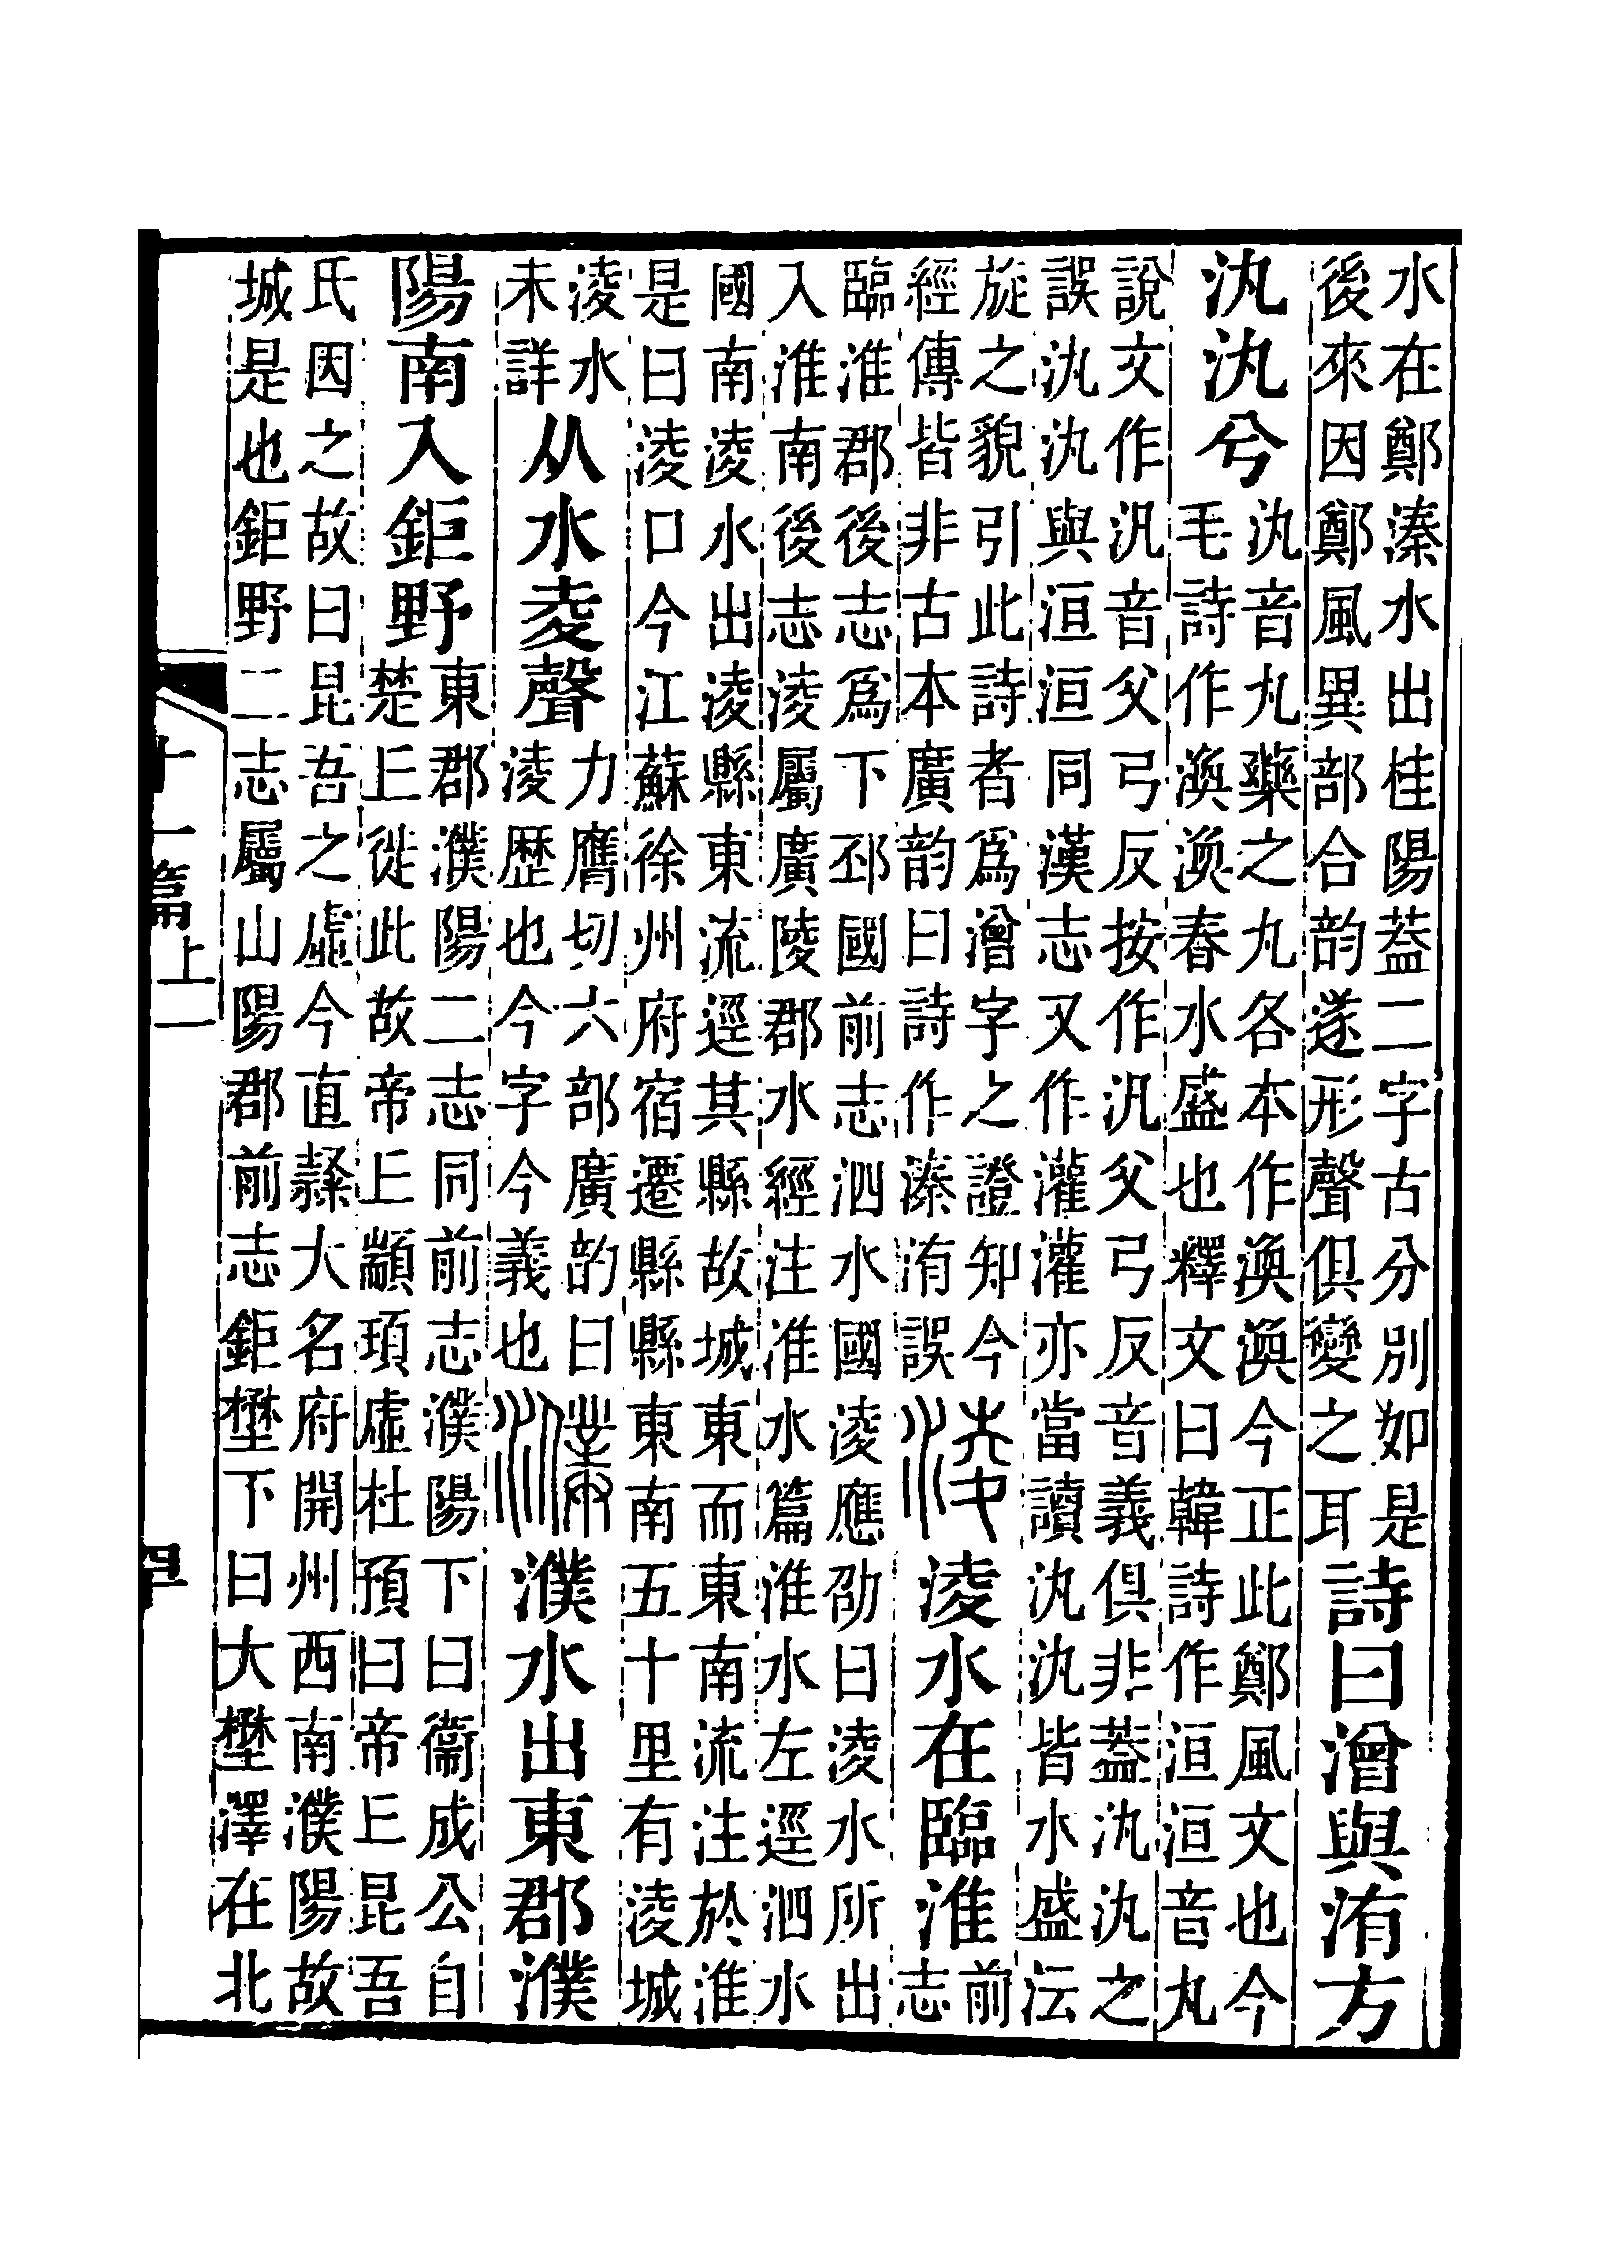 水在鄭溱水出桂陽蓋二字古分別如是
後來因鄭風異部合韵遂形聲俱變之耳
詩曰潧與洧方
汍汍兮
汍音丸藥之丸各本作渙渙今正此鄭風文也今
毛詩作渙渙春水盛也釋文曰韓詩作洹洹音丸
說文作汎音父弓反按作汎父弓反音義俱非蓋汍汍之
誤汍汍與洹洹同漢志又作灌灌亦當讀汍汍皆水盛沄
旋之貌引此詩者爲潧字之證知今
經傳皆非古本廣韵曰詩作溱洧誤
淩
淩水在臨淮
前
志
臨淮郡後志爲下邳國前志泗水國淩應劭曰淩水所出
入淮南後志淩屬廣陵郡水經注淮水篇淮水左逕泗水
國南淩水出淩縣東流逕其縣故城東而東南流注於淮
是曰淩口今江蘇徐州府宿遷縣縣東南五十里有淩城
淩水
未詳
从水夌聲
力膺切六部廣韵曰
淩歷也今字今義也
濮
濮水出東郡濮
陽南入鉅野
東郡濮陽二志同前志濮陽下曰衞成公自
楚丘徙此故帝丘顓頊虛杜預曰帝丘昆吾
氏因之故曰昆吾之虛今直隸大名府開州西南濮陽故
城是也鉅野二志屬山陽郡前志鉅壄下曰大壄澤在北
十一篇上一